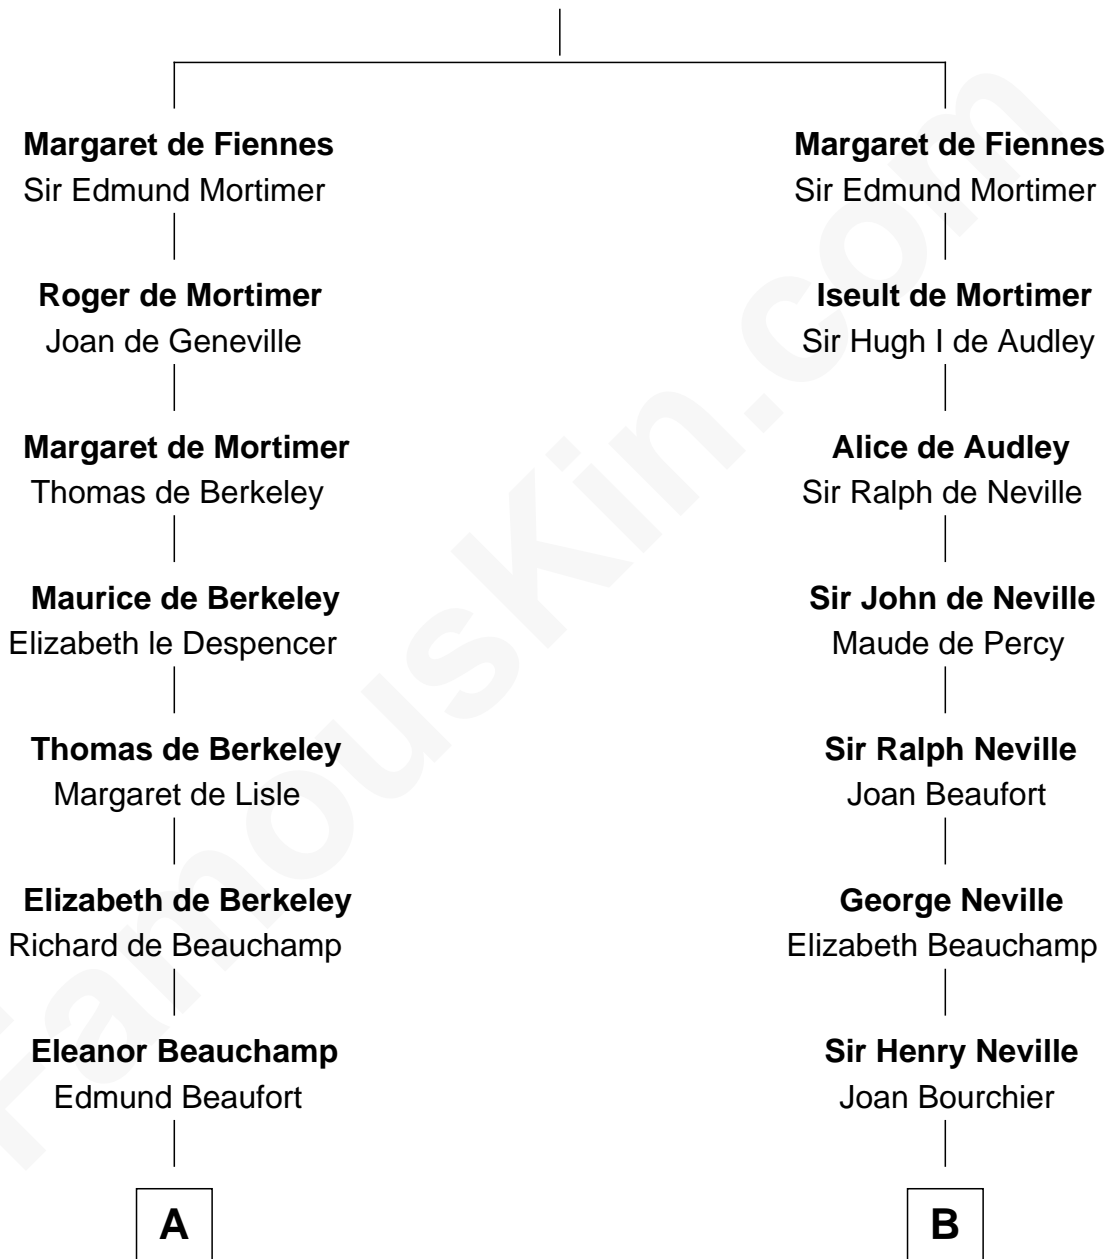 Margaret de Fiennes
Sir Edmund Mortimer
Margaret de Fiennes
Sir Edmund Mortimer
Roger de Mortimer
Joan de Geneville
Iseult de Mortimer
Sir Hugh I de Audley
Margaret de Mortimer
Thomas de Berkeley
Alice de Audley
Sir Ralph de Neville
Maurice de Berkeley
Elizabeth le Despencer
Sir John de Neville
Maude de Percy
Thomas de Berkeley
Margaret de Lisle
Sir Ralph Neville
Joan Beaufort
Elizabeth de Berkeley
Richard de Beauchamp
George Neville
Elizabeth Beauchamp
Eleanor Beauchamp
Edmund Beaufort
Sir Henry Neville
Joan Bourchier
A
B
FamousKin.com